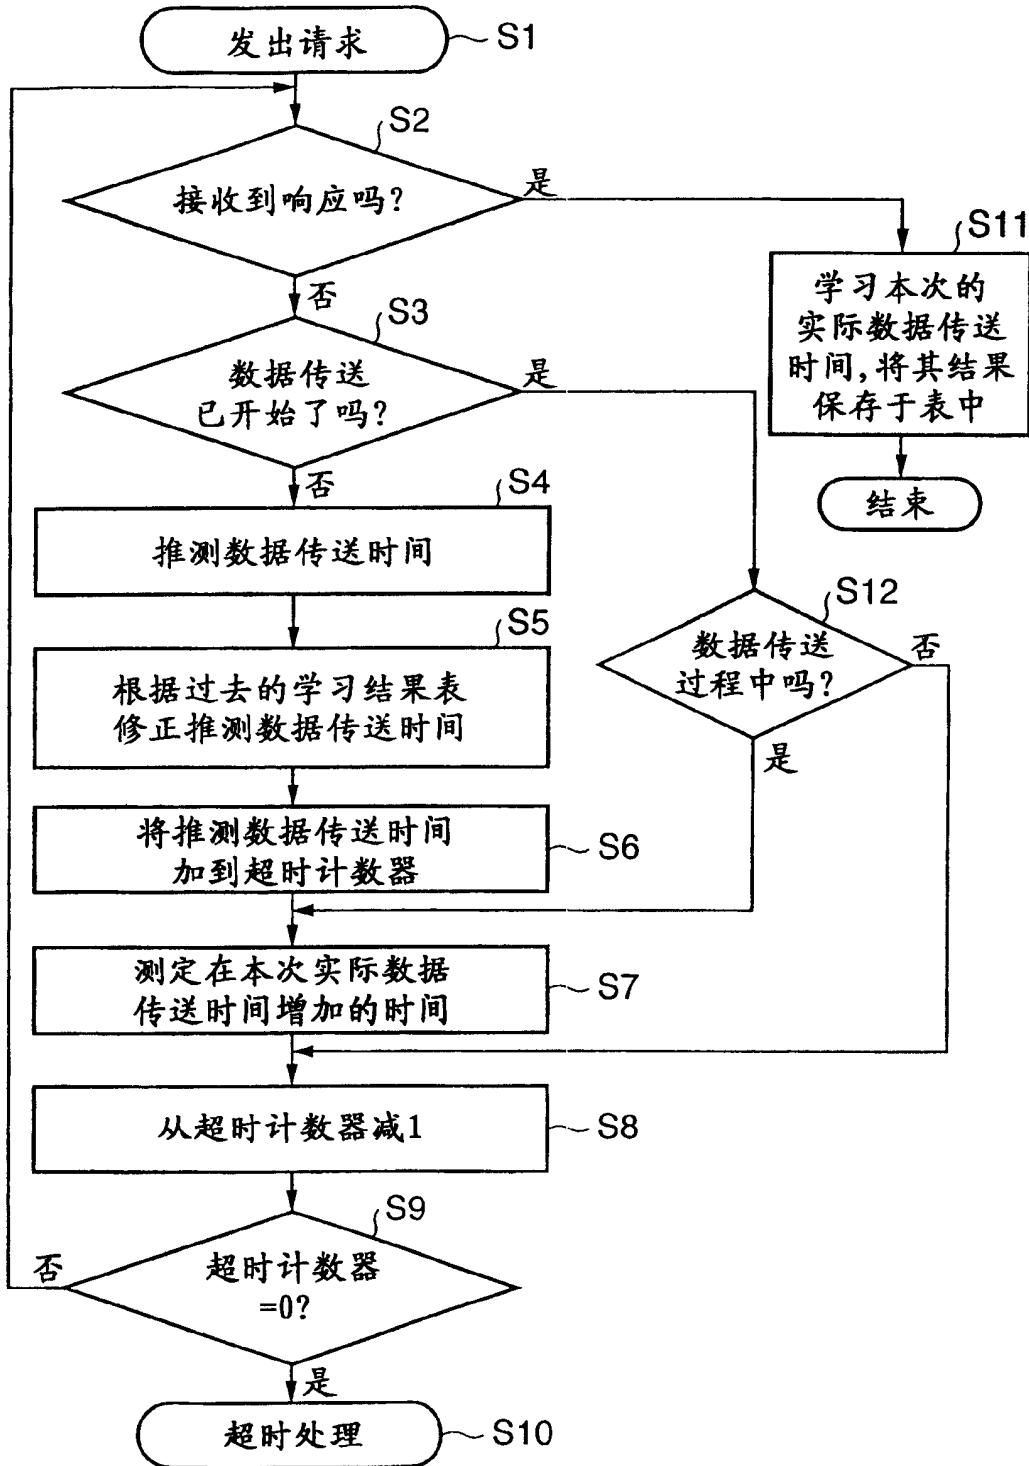 发出请求
S1
S2
接收到响应吗?
是
否
S11
学习本次的
实际数据传送
时间,将其结果
保存于表中
结束
S3
数据传送
已开始了吗?
是
否
S4
推测数据传送时间
S5
根据过去的学习结果表
修正推测数据传送时间
S12
数据传送
过程中吗?
否
是
将推测数据传送时间
加到超时计数器
S6
测定在本次实际数据
传送时间增加的时间
S7
从超时计数器减1
S8
S9
超时计数器
=0?
否
是
超时处理
S10